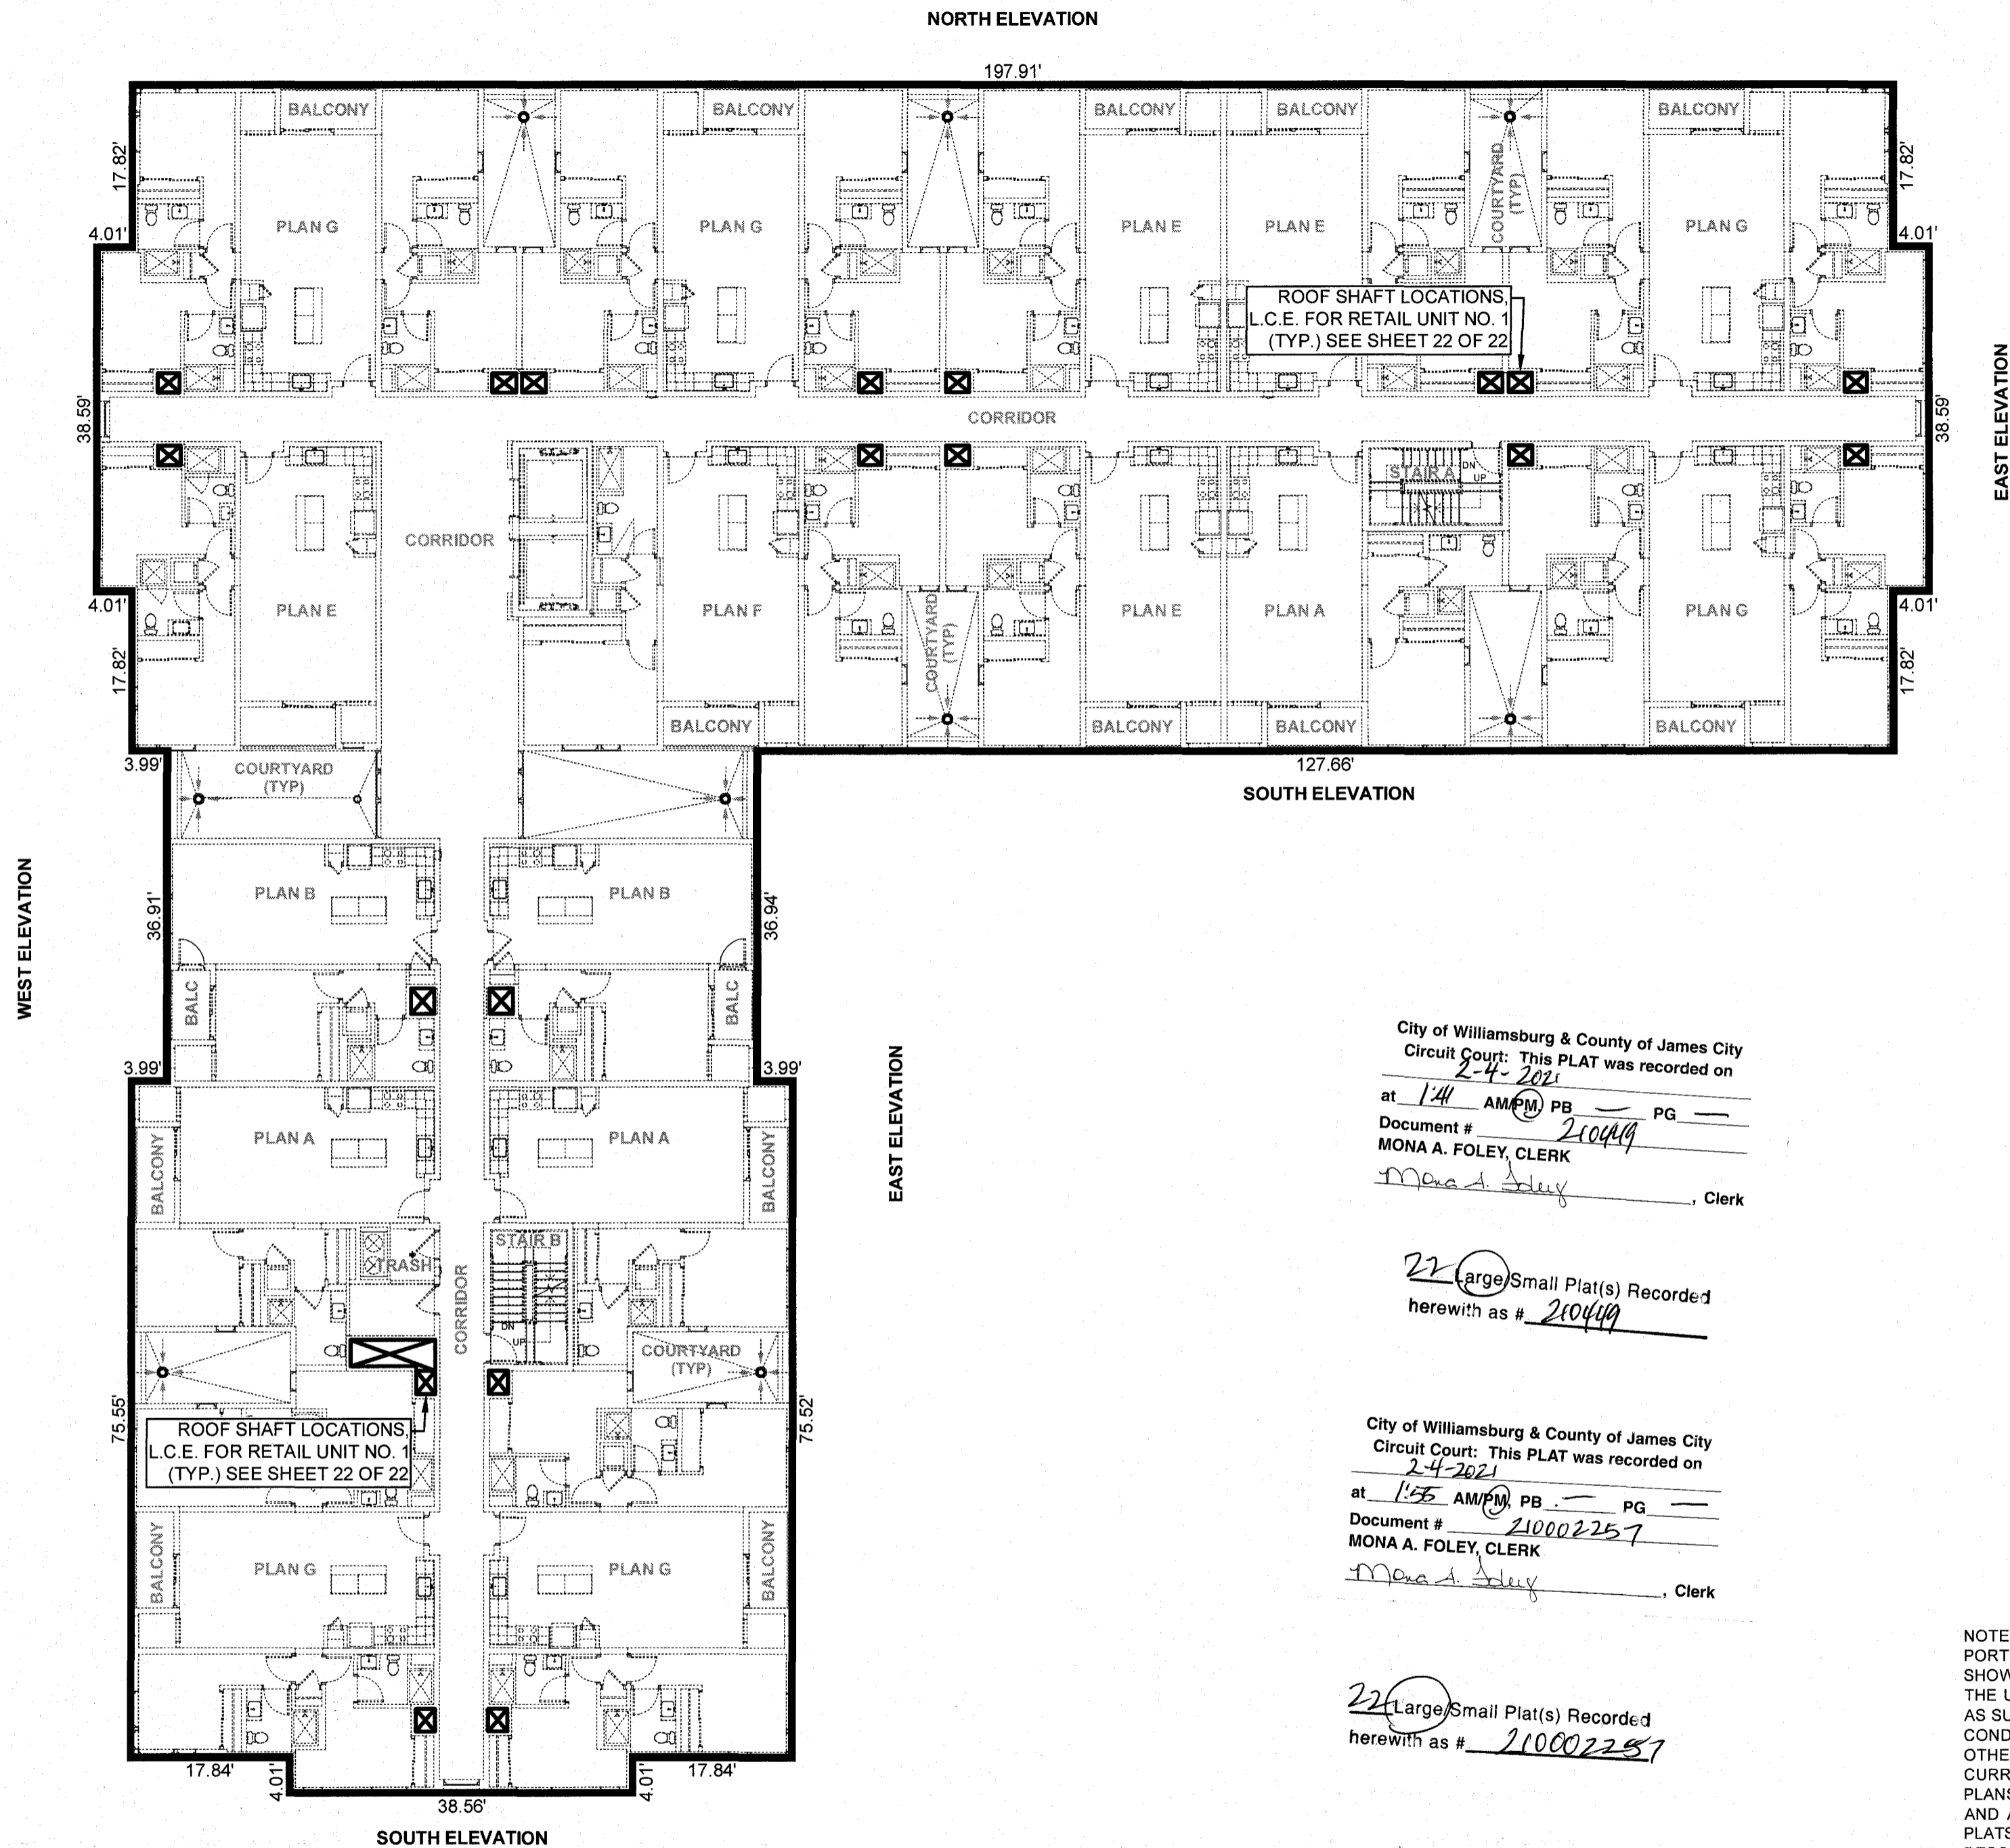 NORTH ELEVATION
197.91'
BALCONY
BALCONY
BALCONY
BALCONY
BALCONY
17.82'
17.82'
COURTYARD
(TYP)
PLAN G
PLAN G
PLAN E
PLAN E
PLAN G
4.01'
4.01'
ROOF SHAFT LOCATIONS,
L.C.E. FOR RETAIL UNIT NO. 1
(TYP.) SEE SHEET 22 OF 22
38.59'
CORRIDOR
38.59'
EAST ELEVATION
STAIR A
DN
UP
CORRIDOR
4.01'
PLAN E
PLAN F
PLAN E
PLAN A
PLAN G
4.01'
COURTYARD
(TYP)
17.82'
17.82'
BALCONY
BALCONY
BALCONY
BALCONY
3.99'
COURTYARD
(TYP)
127.66'
SOUTH ELEVATION
WEST ELEVATION
PLAN B
PLAN B
36.91'
36.94'
BALC
BALC
3.99'
3.99'
EAST ELEVATION
PLAN A
PLAN A
BALCONY
BALCONY
STAIR B
TRASH
CORRIDOR
DN
UP
COURTYARD
(TYP)
75.55'
75.52'
ROOF SHAFT LOCATIONS,
L.C.E. FOR RETAIL UNIT NO. 1
(TYP.) SEE SHEET 22 OF 22
BALCONY
PLAN G
PLAN G
BALCONY
17.84'
4.01'
38.56'
4.01'
17.84'
SOUTH ELEVATION
City of Williamsburg & County of James City
Circuit Court: This PLAT was recorded on
2-4-2021
at 1:41 AM/PM, PB — PG —
Document # 210449
MONA A. FOLEY, CLERK
Mona A. Foley, Clerk
22 Large/Small Plat(s) Recorded
herewith as # 210449
City of Williamsburg & County of James City
Circuit Court: This PLAT was recorded on
2-4-2021
at 1:56 AM/PM, PB — PG —
Document # 210002257
MONA A. FOLEY, CLERK
Mona A. Foley, Clerk
22 Large/Small Plat(s) Recorded
herewith as # 210002257
NOTE
PORT
SHOW
THE U
AS SU
COND
OTHE
CURR
PLANS
AND A
PLATS